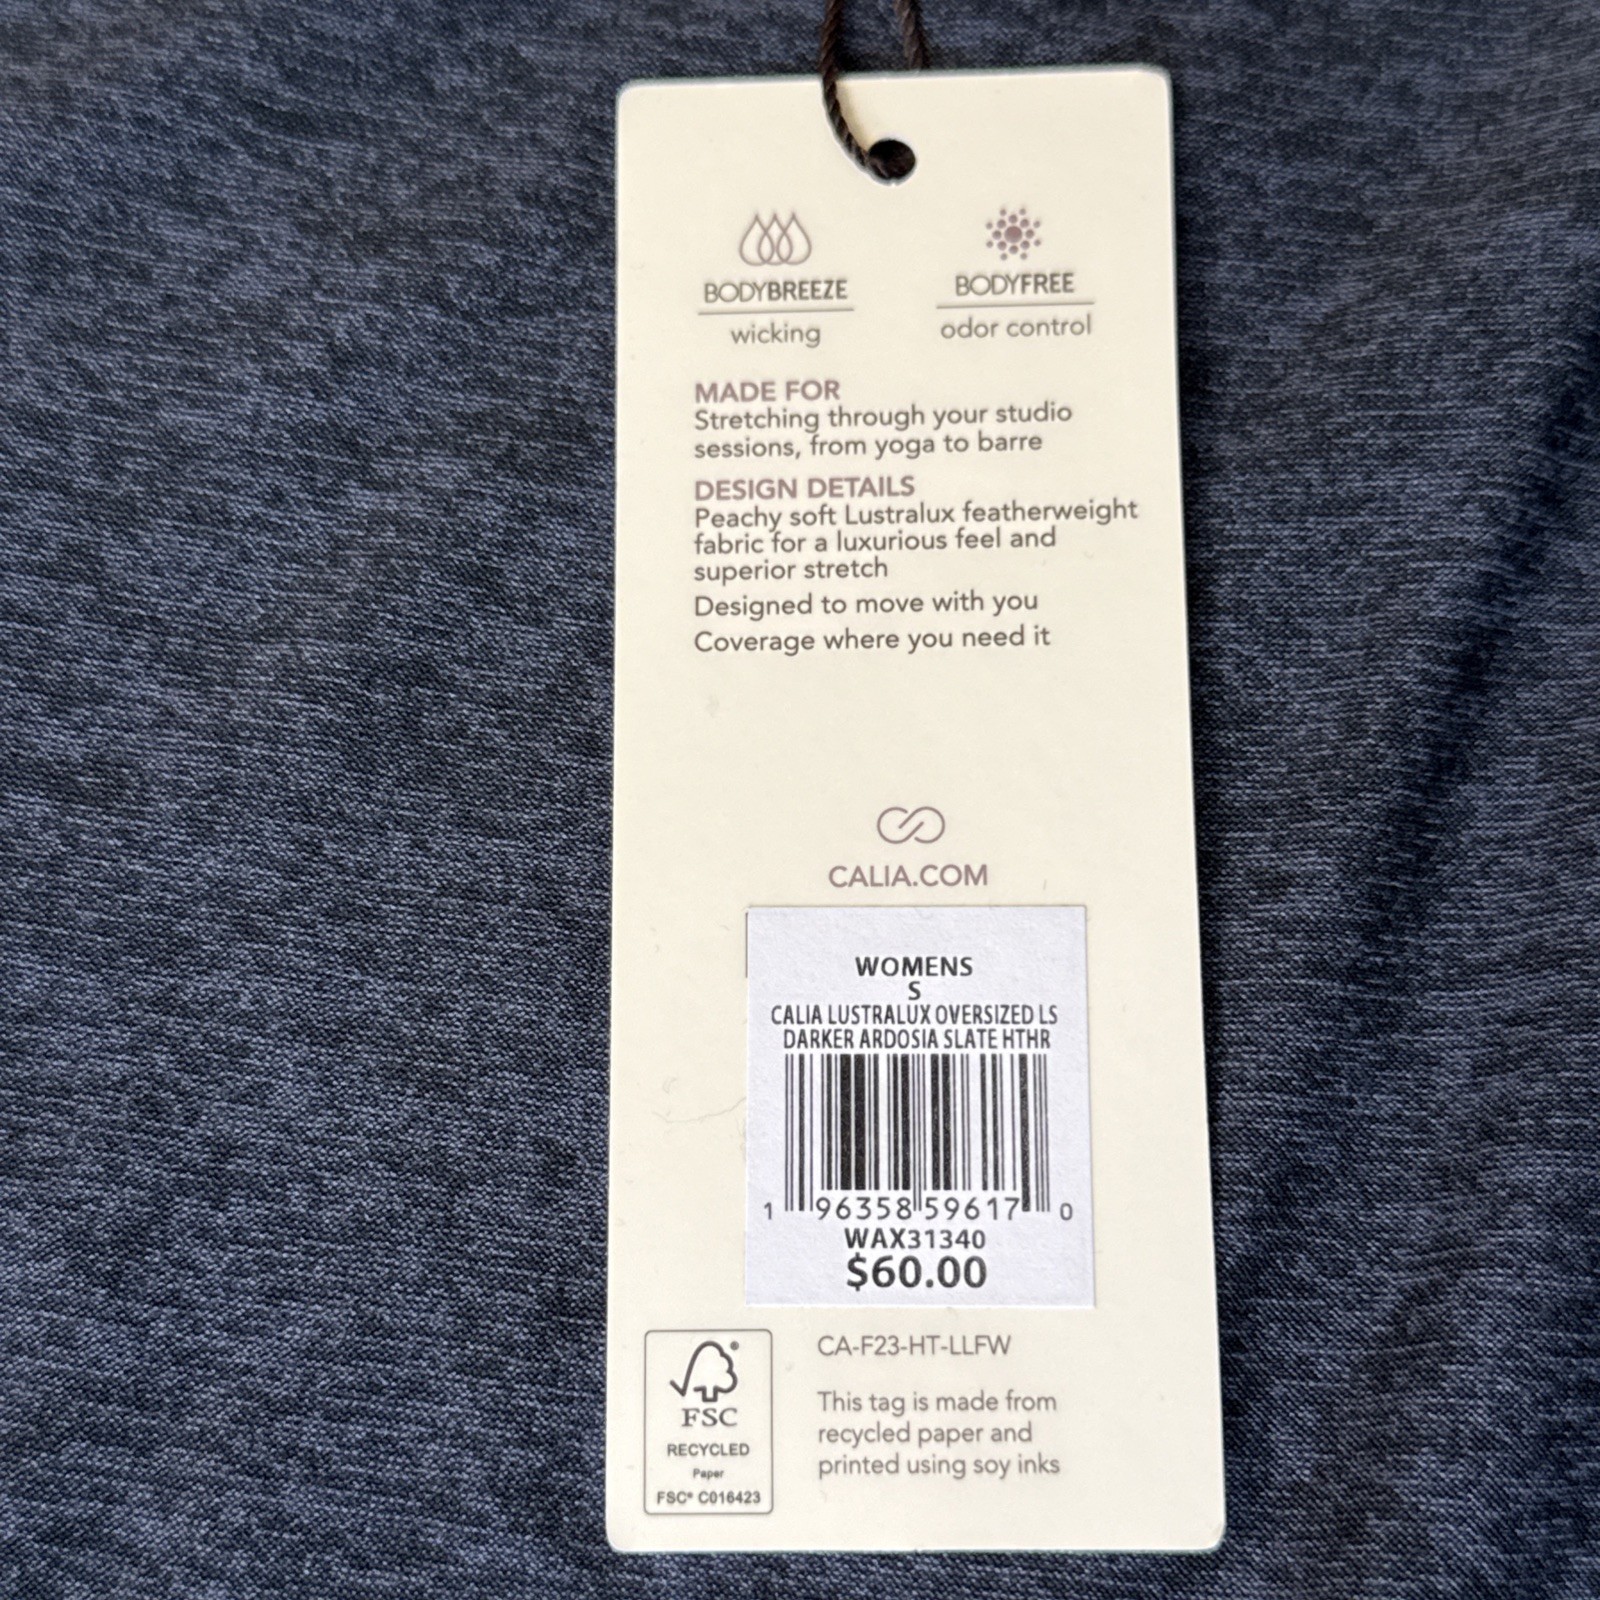 BODYBREEZE
wicking
BODYFREE
odor control
MADE FOR
Stretching through your studio
sessions, from yoga to barre
DESIGN DETAILS
Peachy soft Lustralux featherweight
fabric for a luxurious feel and
superior stretch
Designed to move with you
Coverage where you need it
CALIA.COM
WOMENS
S
CALIA LUSTRALUX OVERSIZED LS
DARKER ARDOSIA SLATE HTHR
1 96358 59617 0
WAX31340
$60.00
CA-F23-HT-LLFW
This tag is made from
recycled paper and
printed using soy inks
®
FSC
RECYCLED
Paper
FSC® C016423